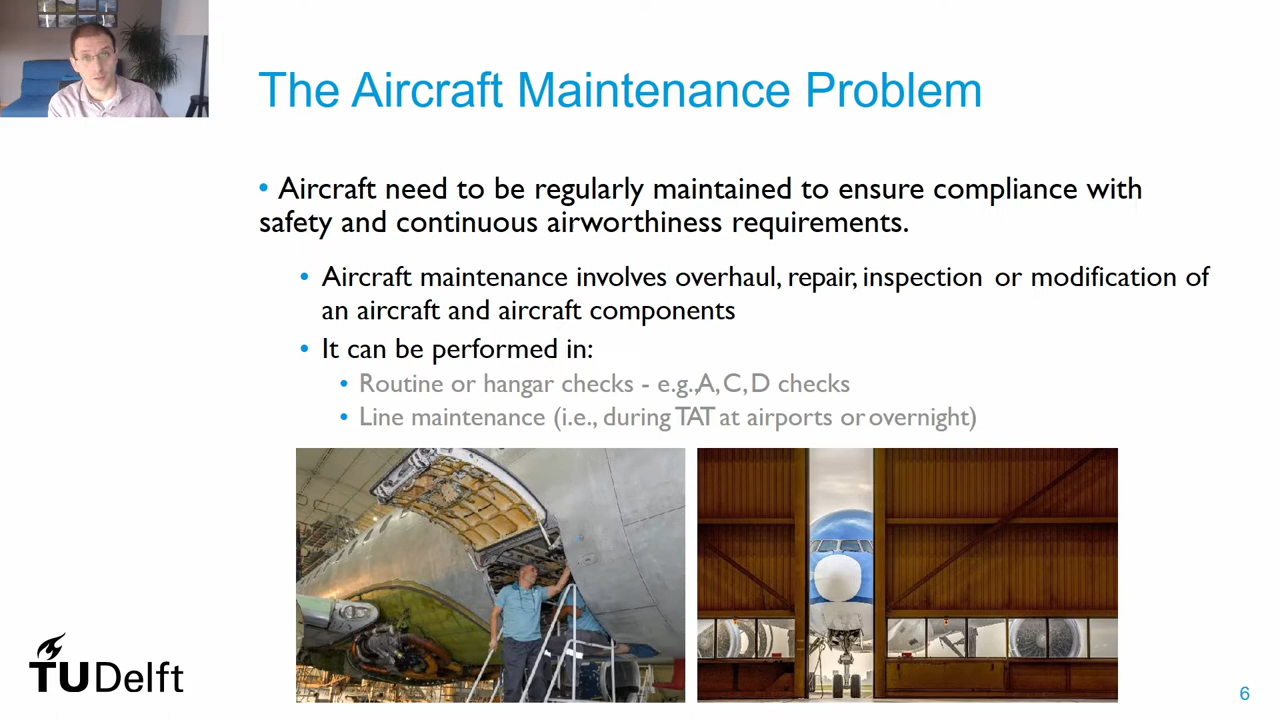 The Aircraft Maintenance Problem
• Aircraft need to be regularly maintained to ensure compliance with
safety and continuous airworthiness requirements.
• Aircraft maintenance involves overhaul, repair, inspection or modification of
an aircraft and aircraft components
• It can be performed in:
• Routine or hangar checks - e.g., A, C, D checks
• Line maintenance (i.e., during TAT at airports or overnight)
TU Delft
6